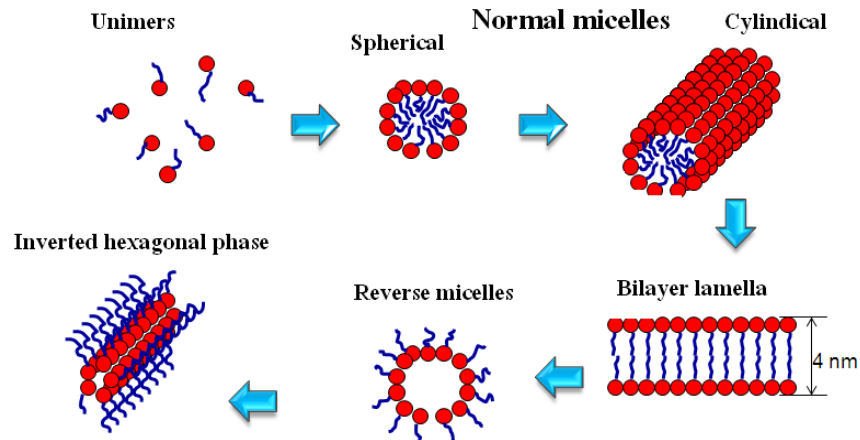 Unimers
Spherical
Normal micelles
Cylindical
Inverted hexagonal phase
Reverse micelles
Bilayer lamella
4 nm